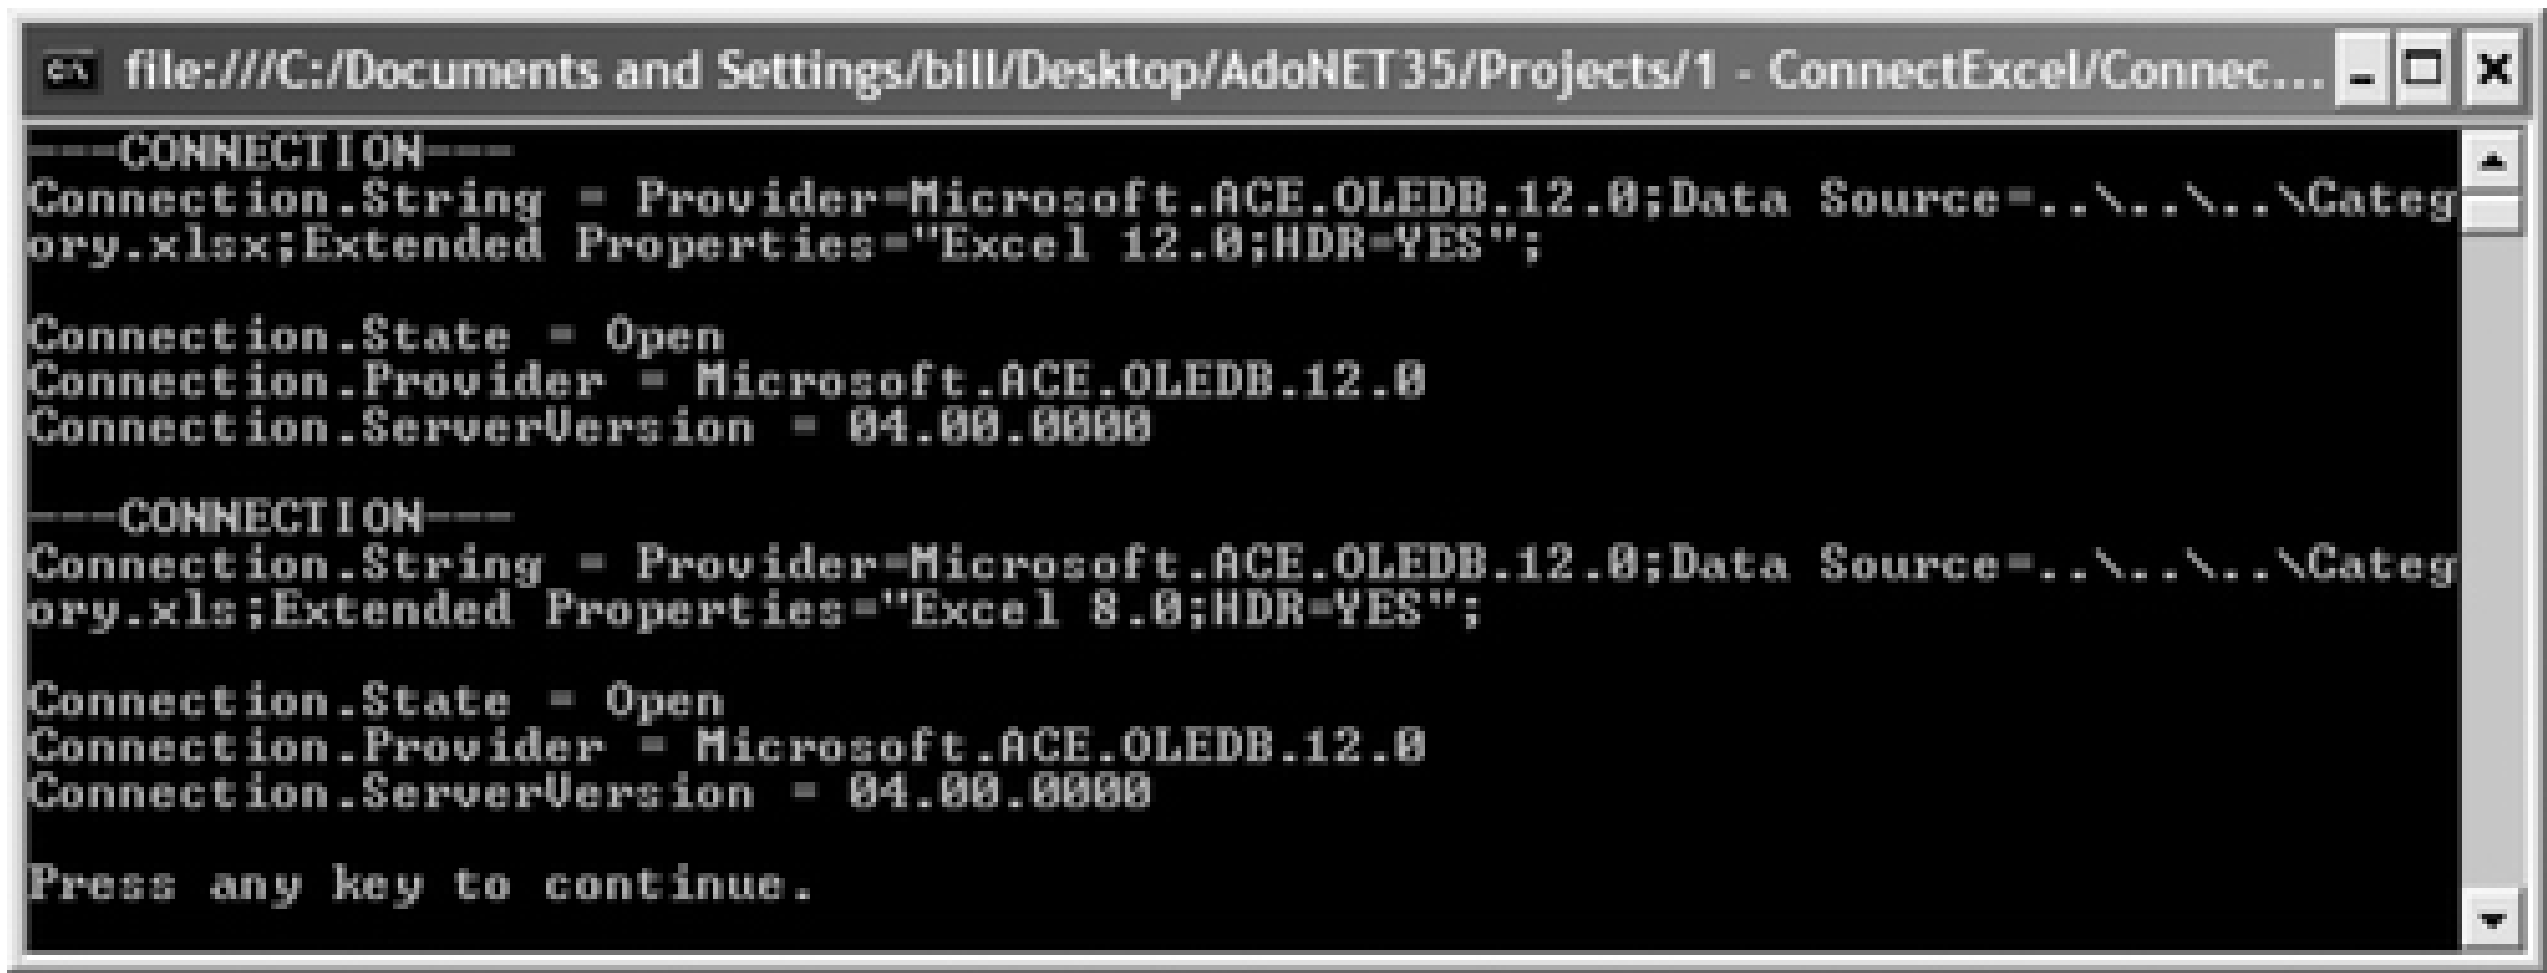 file:///C:/Documents and Settings/bill/Desktop/AdoNET35/Projects/1 - ConnectExcel/Connec...
---CONNECTION---
Connection.String = Provider=Microsoft.ACE.OLEDB.12.0;Data Source=..\..\..\Categ
ory.xlsx;Extended Properties="Excel 12.0;HDR=YES";
Connection.State = Open
Connection.Provider = Microsoft.ACE.OLEDB.12.0
Connection.ServerVersion = 04.00.0000
---CONNECTION---
Connection.String = Provider=Microsoft.ACE.OLEDB.12.0;Data Source=..\..\..\Categ
ory.xls;Extended Properties="Excel 8.0;HDR=YES";
Connection.State = Open
Connection.Provider = Microsoft.ACE.OLEDB.12.0
Connection.ServerVersion = 04.00.0000
Press any key to continue.